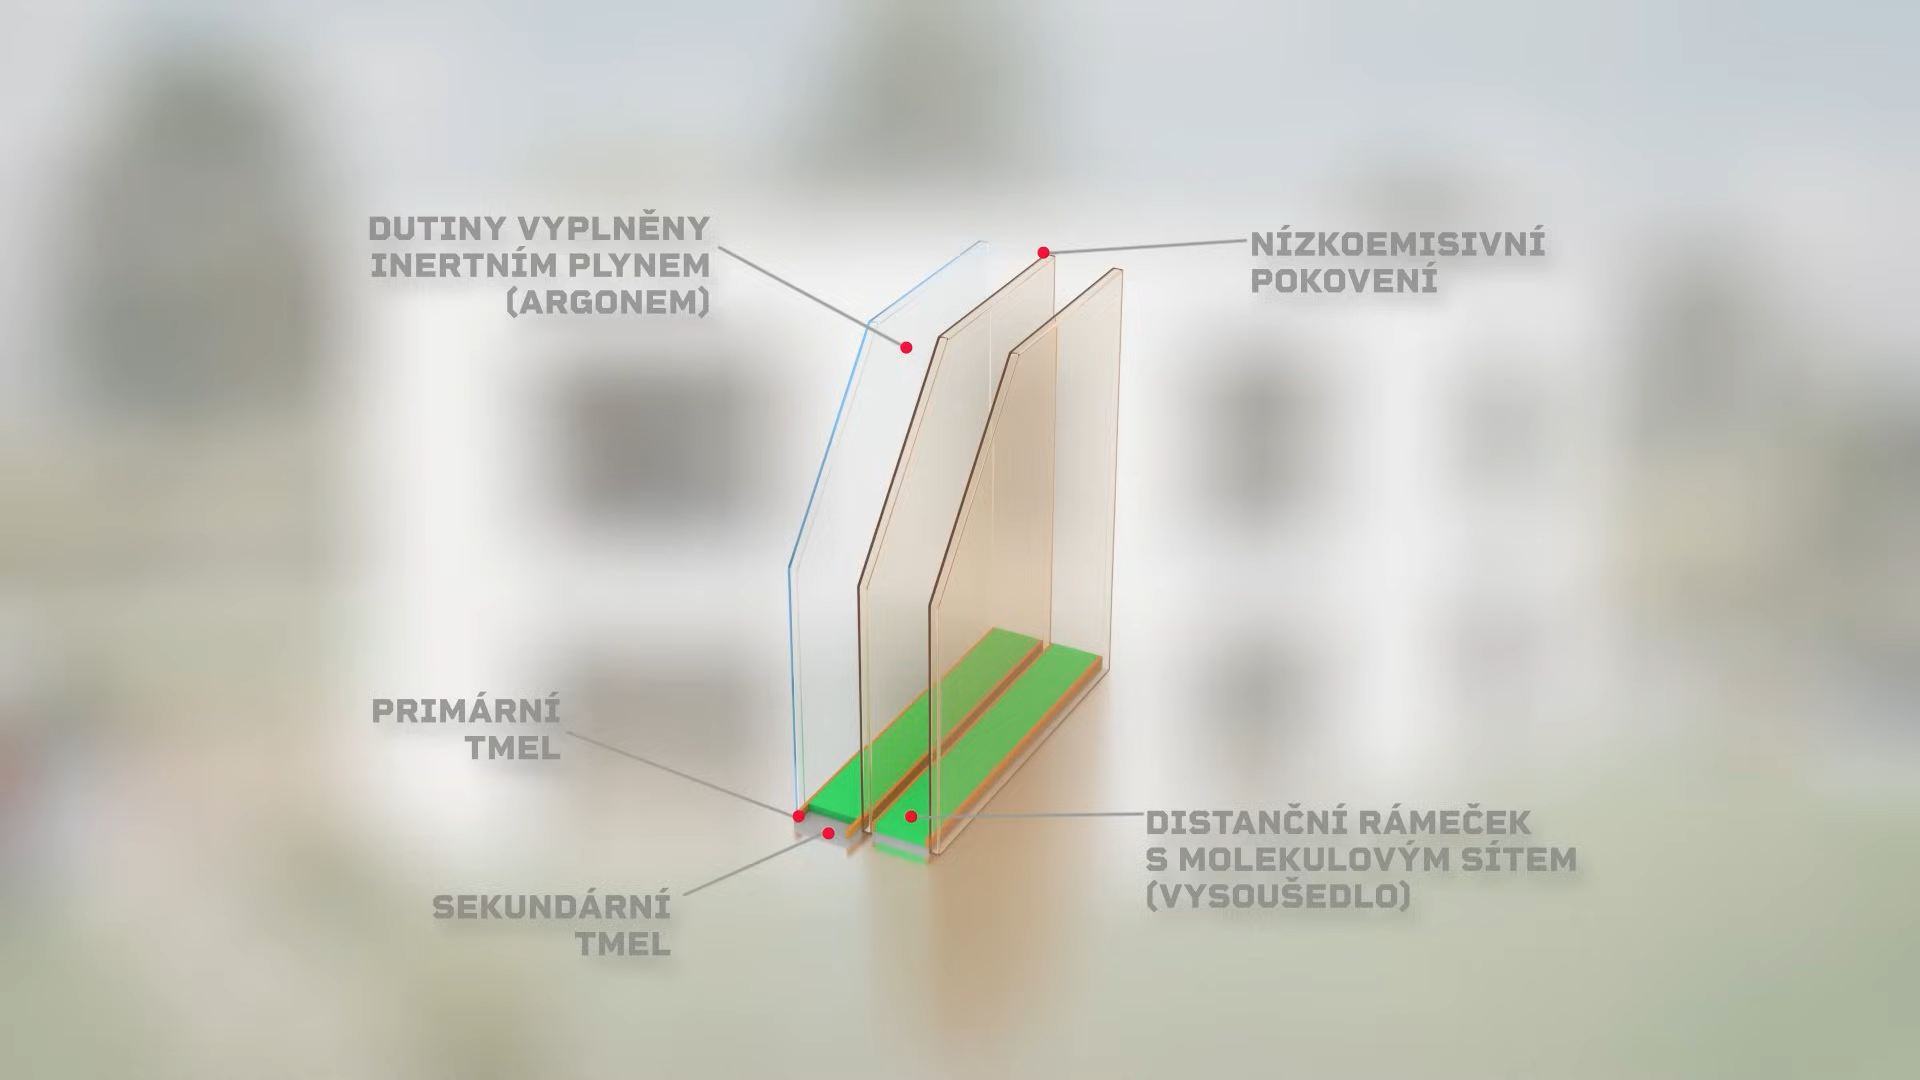 DUTINY VYPLNĚNY
INERTNÍM PLYNEM
(ARGONEM)
NÍZKOEMISIVNÍ
POKOVENÍ
PRIMÁRNÍ
TMEL
SEKUNDÁRNÍ
TMEL
DISTANČNÍ RÁMEČEK
S MOLEKULOVÝM SÍTEM
(VYSOUŠEDLO)